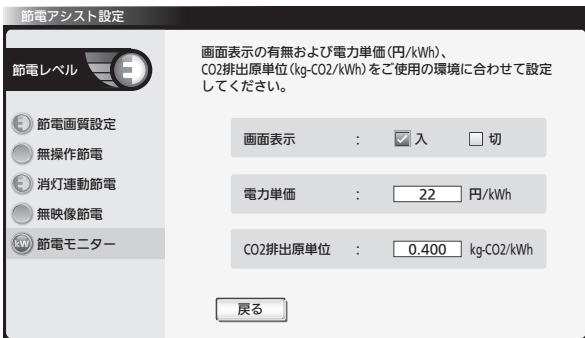 節電アシスト設定
節電レベル
画面表示の有無および電力単価(円/kWh)、
CO2排出原単位(kg-CO2/kWh)をご使用の環境に合わせて設定
してください。
節電画質設定
無操作節電
消灯連動節電
無映像節電
kW 節電モニター
画面表示 : 入 切
電力単価 : 22 円/kWh
CO2排出原単位 : 0.400 kg-CO2/kWh
戻る